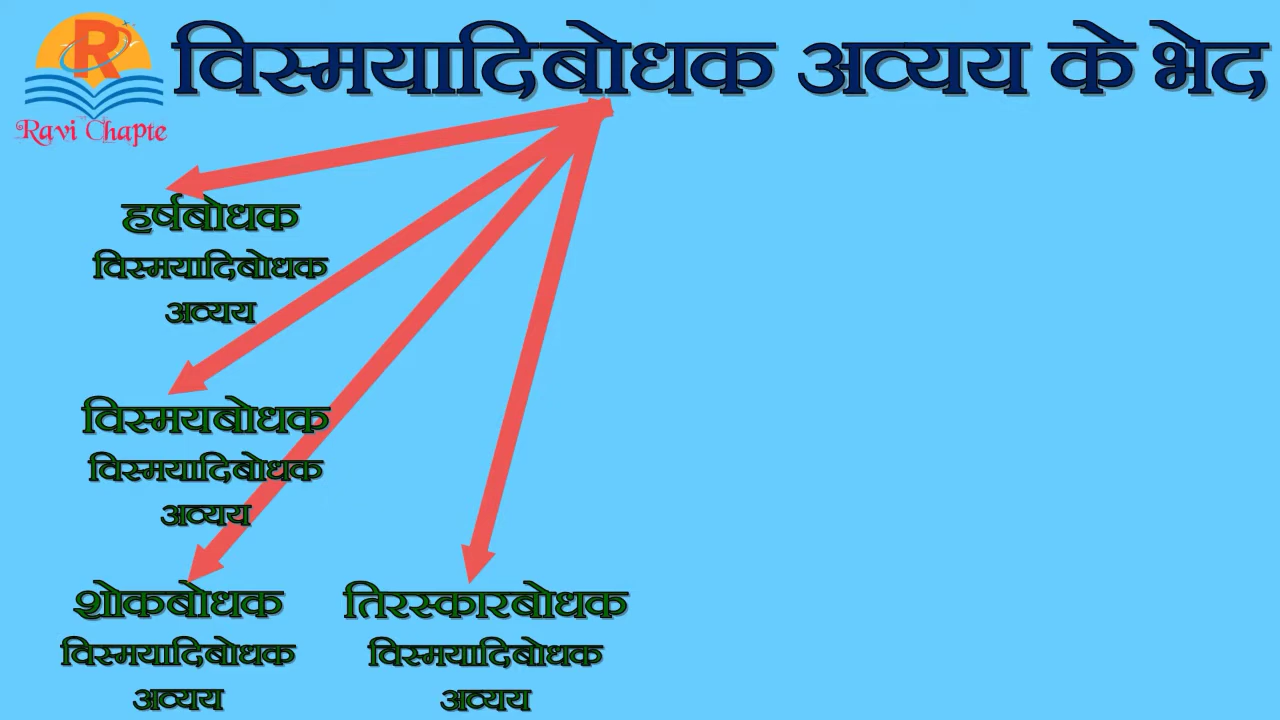 विस्मयादिबोधक अव्यय के भेद
R
Ravi Chapte
हर्षबोधक
विस्मयादिबोधक
अव्यय
विस्मयबोधक
विस्मयादिबोधक
अव्यय
शोकबोधक
विस्मयादिबोधक
अव्यय
तिरस्कारबोधक
विस्मयादिबोधक
अव्यय